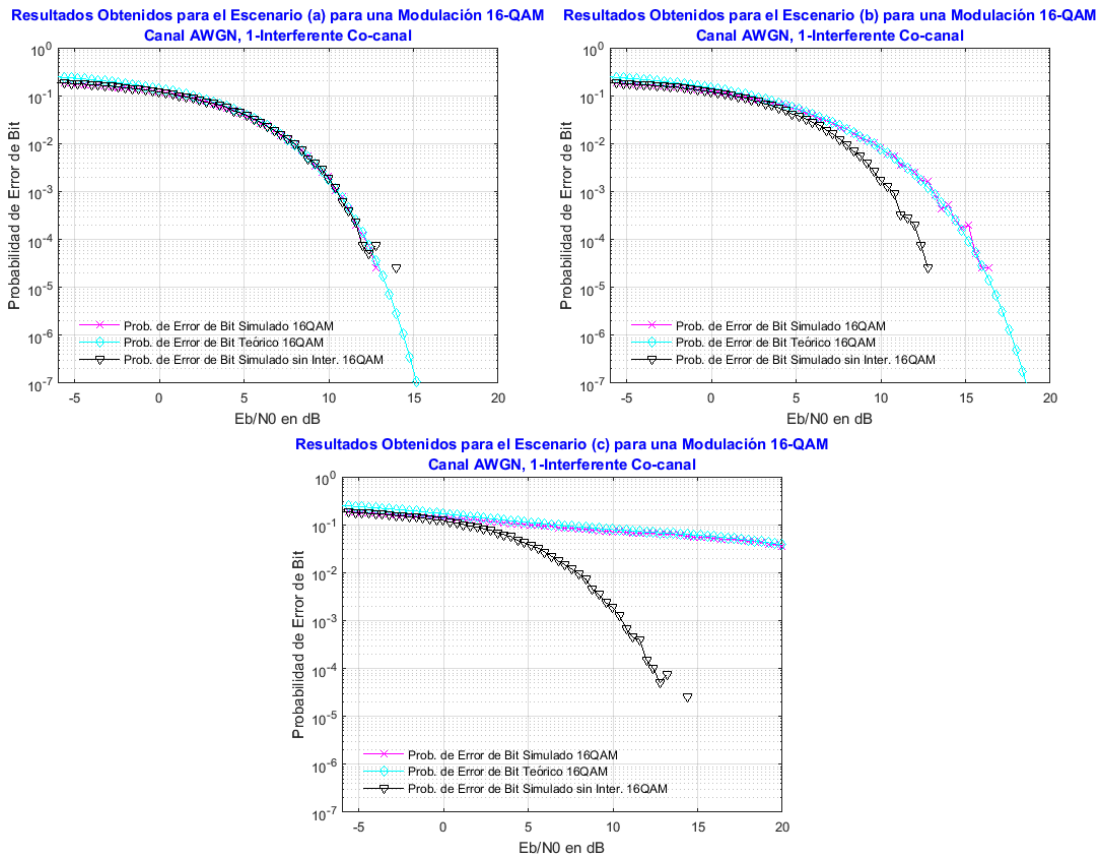 Resultados Obtenidos para el Escenario (a) para una Modulación 16-QAM
Canal AWGN, 1-Interferente Co-canal
10^0
10^-1
10^-2
10^-3
10^-4
10^-5
10^-6
10^-7
Probabilidad de Error de Bit
Prob. de Error de Bit Simulado 16QAM
Prob. de Error de Bit Teórico 16QAM
Prob. de Error de Bit Simulado sin Inter. 16QAM
-5 0 5 10 15 20
Eb/N0 en dB
Resultados Obtenidos para el Escenario (b) para una Modulación 16-QAM
Canal AWGN, 1-Interferente Co-canal
10^0
10^-1
10^-2
10^-3
10^-4
10^-5
10^-6
10^-7
Probabilidad de Error de Bit
Prob. de Error de Bit Simulado 16QAM
Prob. de Error de Bit Teórico 16QAM
Prob. de Error de Bit Simulado sin Inter. 16QAM
-5 0 5 10 15 20
Eb/N0 en dB
Resultados Obtenidos para el Escenario (c) para una Modulación 16-QAM
Canal AWGN, 1-Interferente Co-canal
10^0
10^-1
10^-2
10^-3
10^-4
10^-5
10^-6
10^-7
Probabilidad de Error de Bit
Prob. de Error de Bit Simulado 16QAM
Prob. de Error de Bit Teórico 16QAM
Prob. de Error de Bit Simulado sin Inter. 16QAM
-5 0 5 10 15 20
Eb/N0 en dB